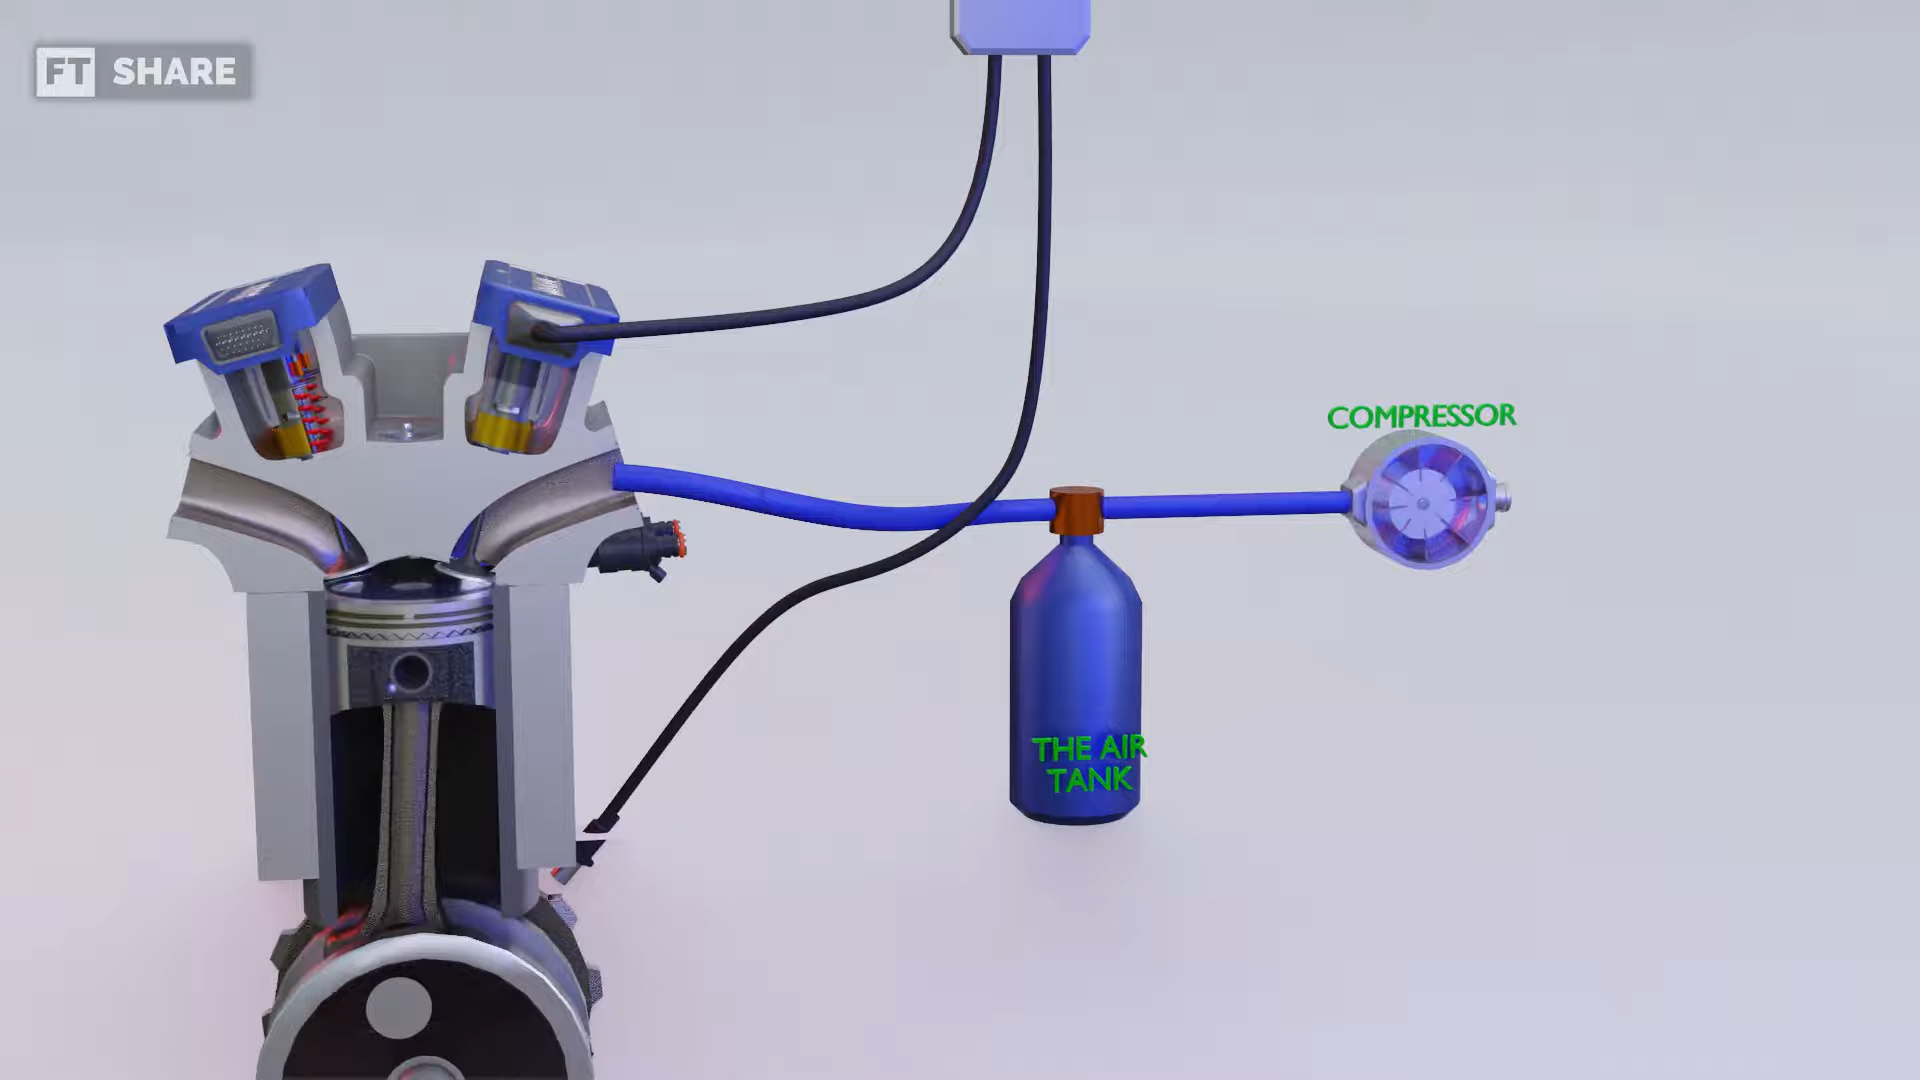 FT SHARE
COMPRESSOR
THE AIR
TANK